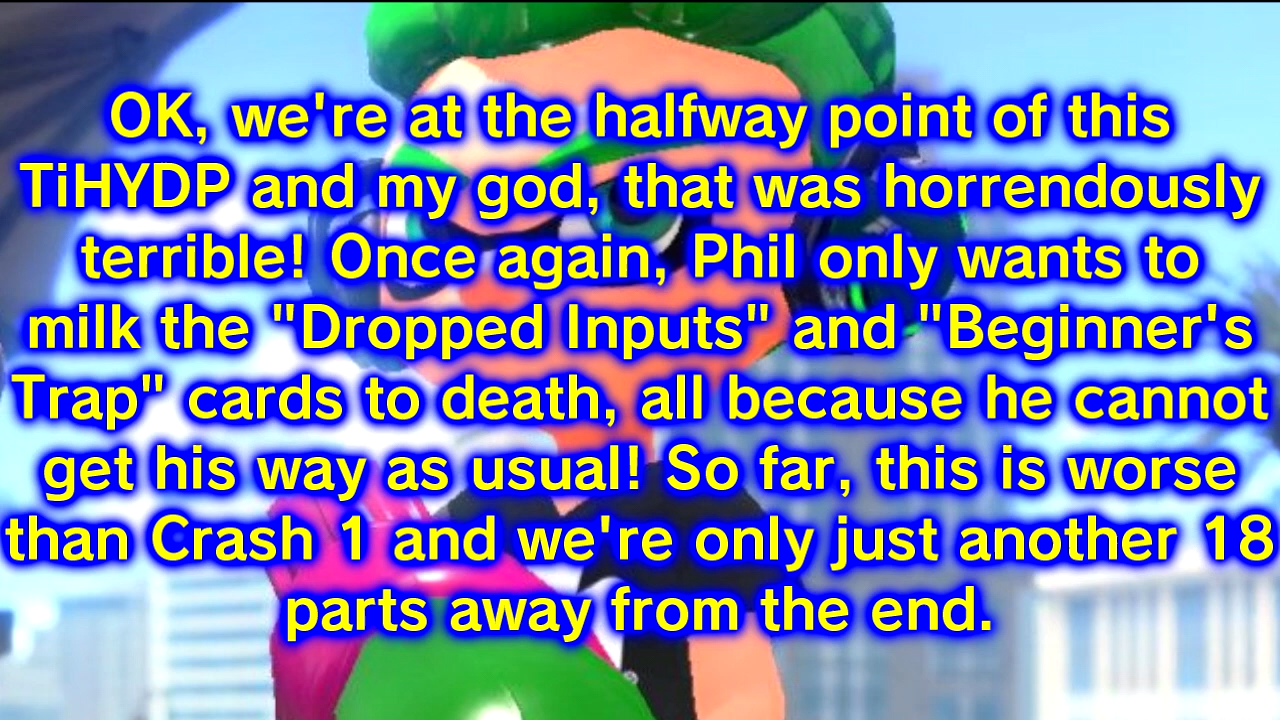 OK, we're at the halfway point of this
TiHYDP and my god, that was horrendously
terrible! Once again, Phil only wants to
milk the "Dropped Inputs" and "Beginner's
Trap" cards to death, all because he cannot
get his way as usual! So far, this is worse
than Crash 1 and we're only just another 18
parts away from the end.